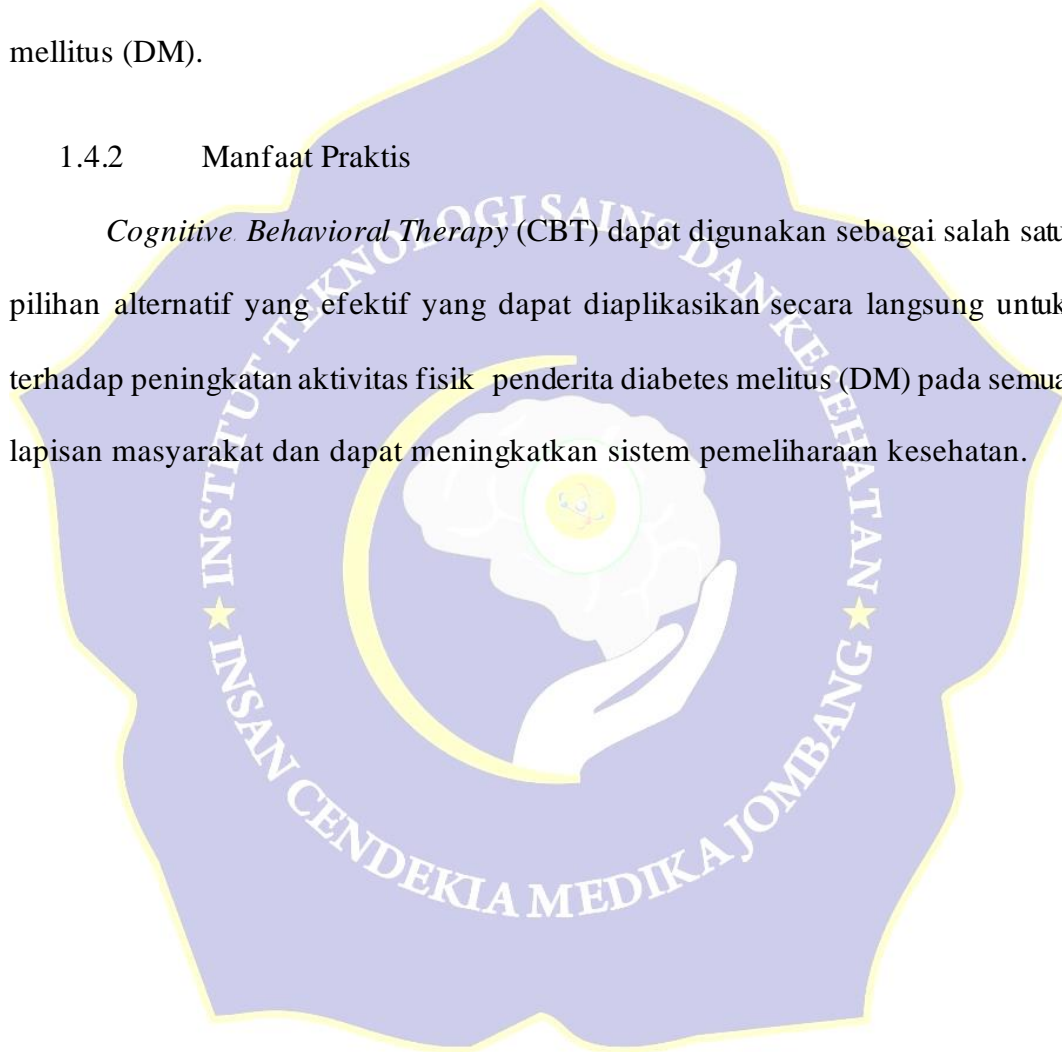 mellitus (DM).
1.4.2 Manfaat Praktis
Cognitive Behavioral Therapy (CBT) dapat digunakan sebagai salah satu
pilihan alternatif yang efektif yang dapat diaplikasikan secara langsung untuk
terhadap peningkatan aktivitas fisik penderita diabetes melitus (DM) pada semua
lapisan masyarakat dan dapat meningkatkan sistem pemeliharaan kesehatan.
INSTITUT TEKNOLOGI SAINS DAN KESEHATAN
INSAN CENDEKIA MEDIKA JOMBANG